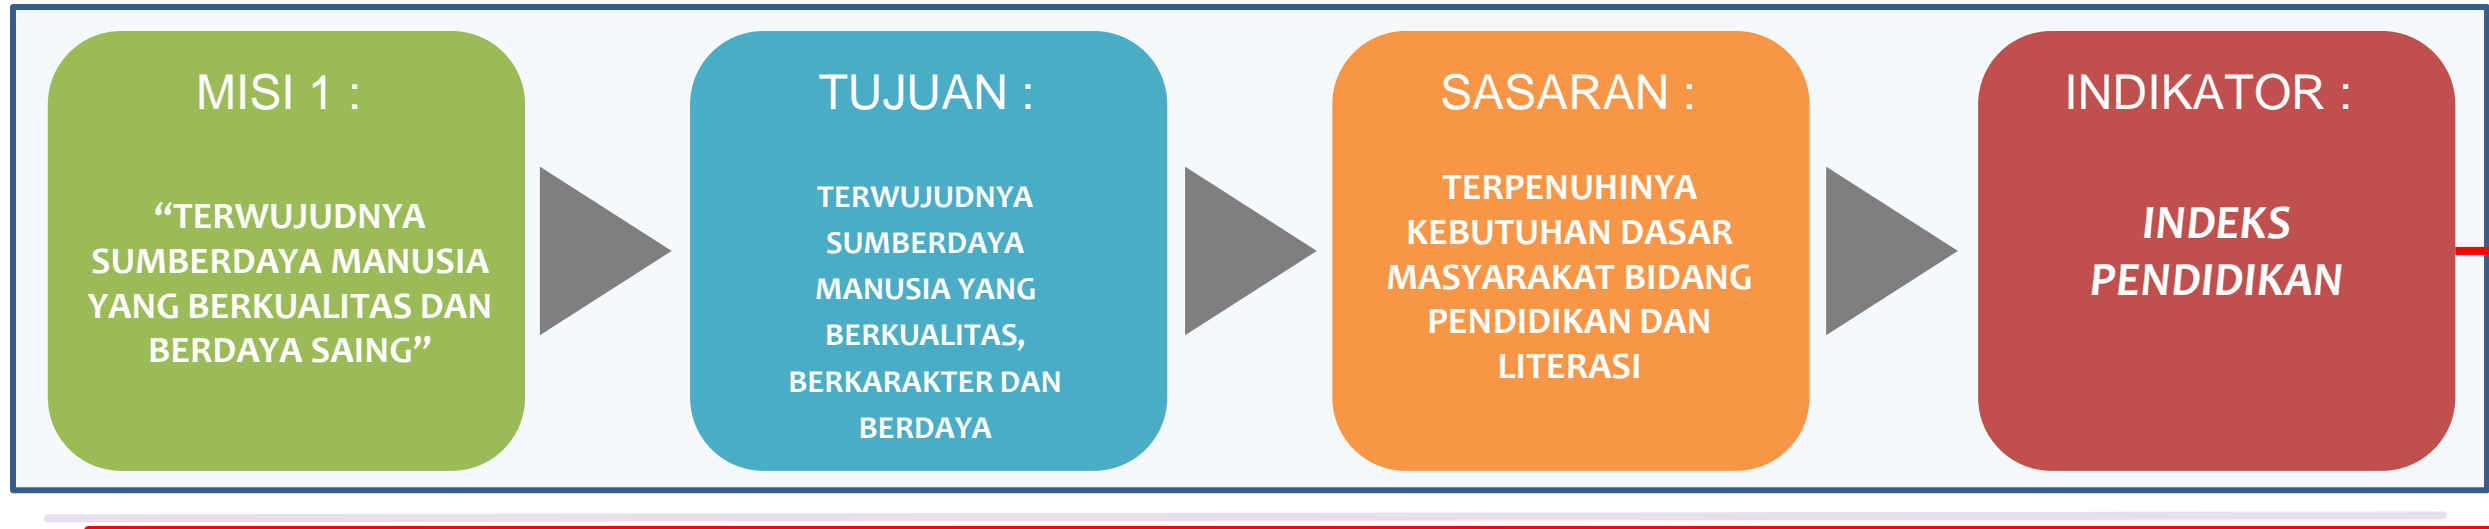 MISI 1 :
“TERWUJUDNYA
SUMBERDAYA MANUSIA
YANG BERKUALITAS DAN
BERDAYA SAING”
TUJUAN :
TERWUJUDNYA
SUMBERDAYA
MANUSIA YANG
BERKUALITAS,
BERKARAKTER DAN
BERDAYA
SASARAN :
TERPENUHINYA
KEBUTUHAN DASAR
MASYARAKAT BIDANG
PENDIDIKAN DAN
LITERASI
INDIKATOR :
INDEKS
PENDIDIKAN